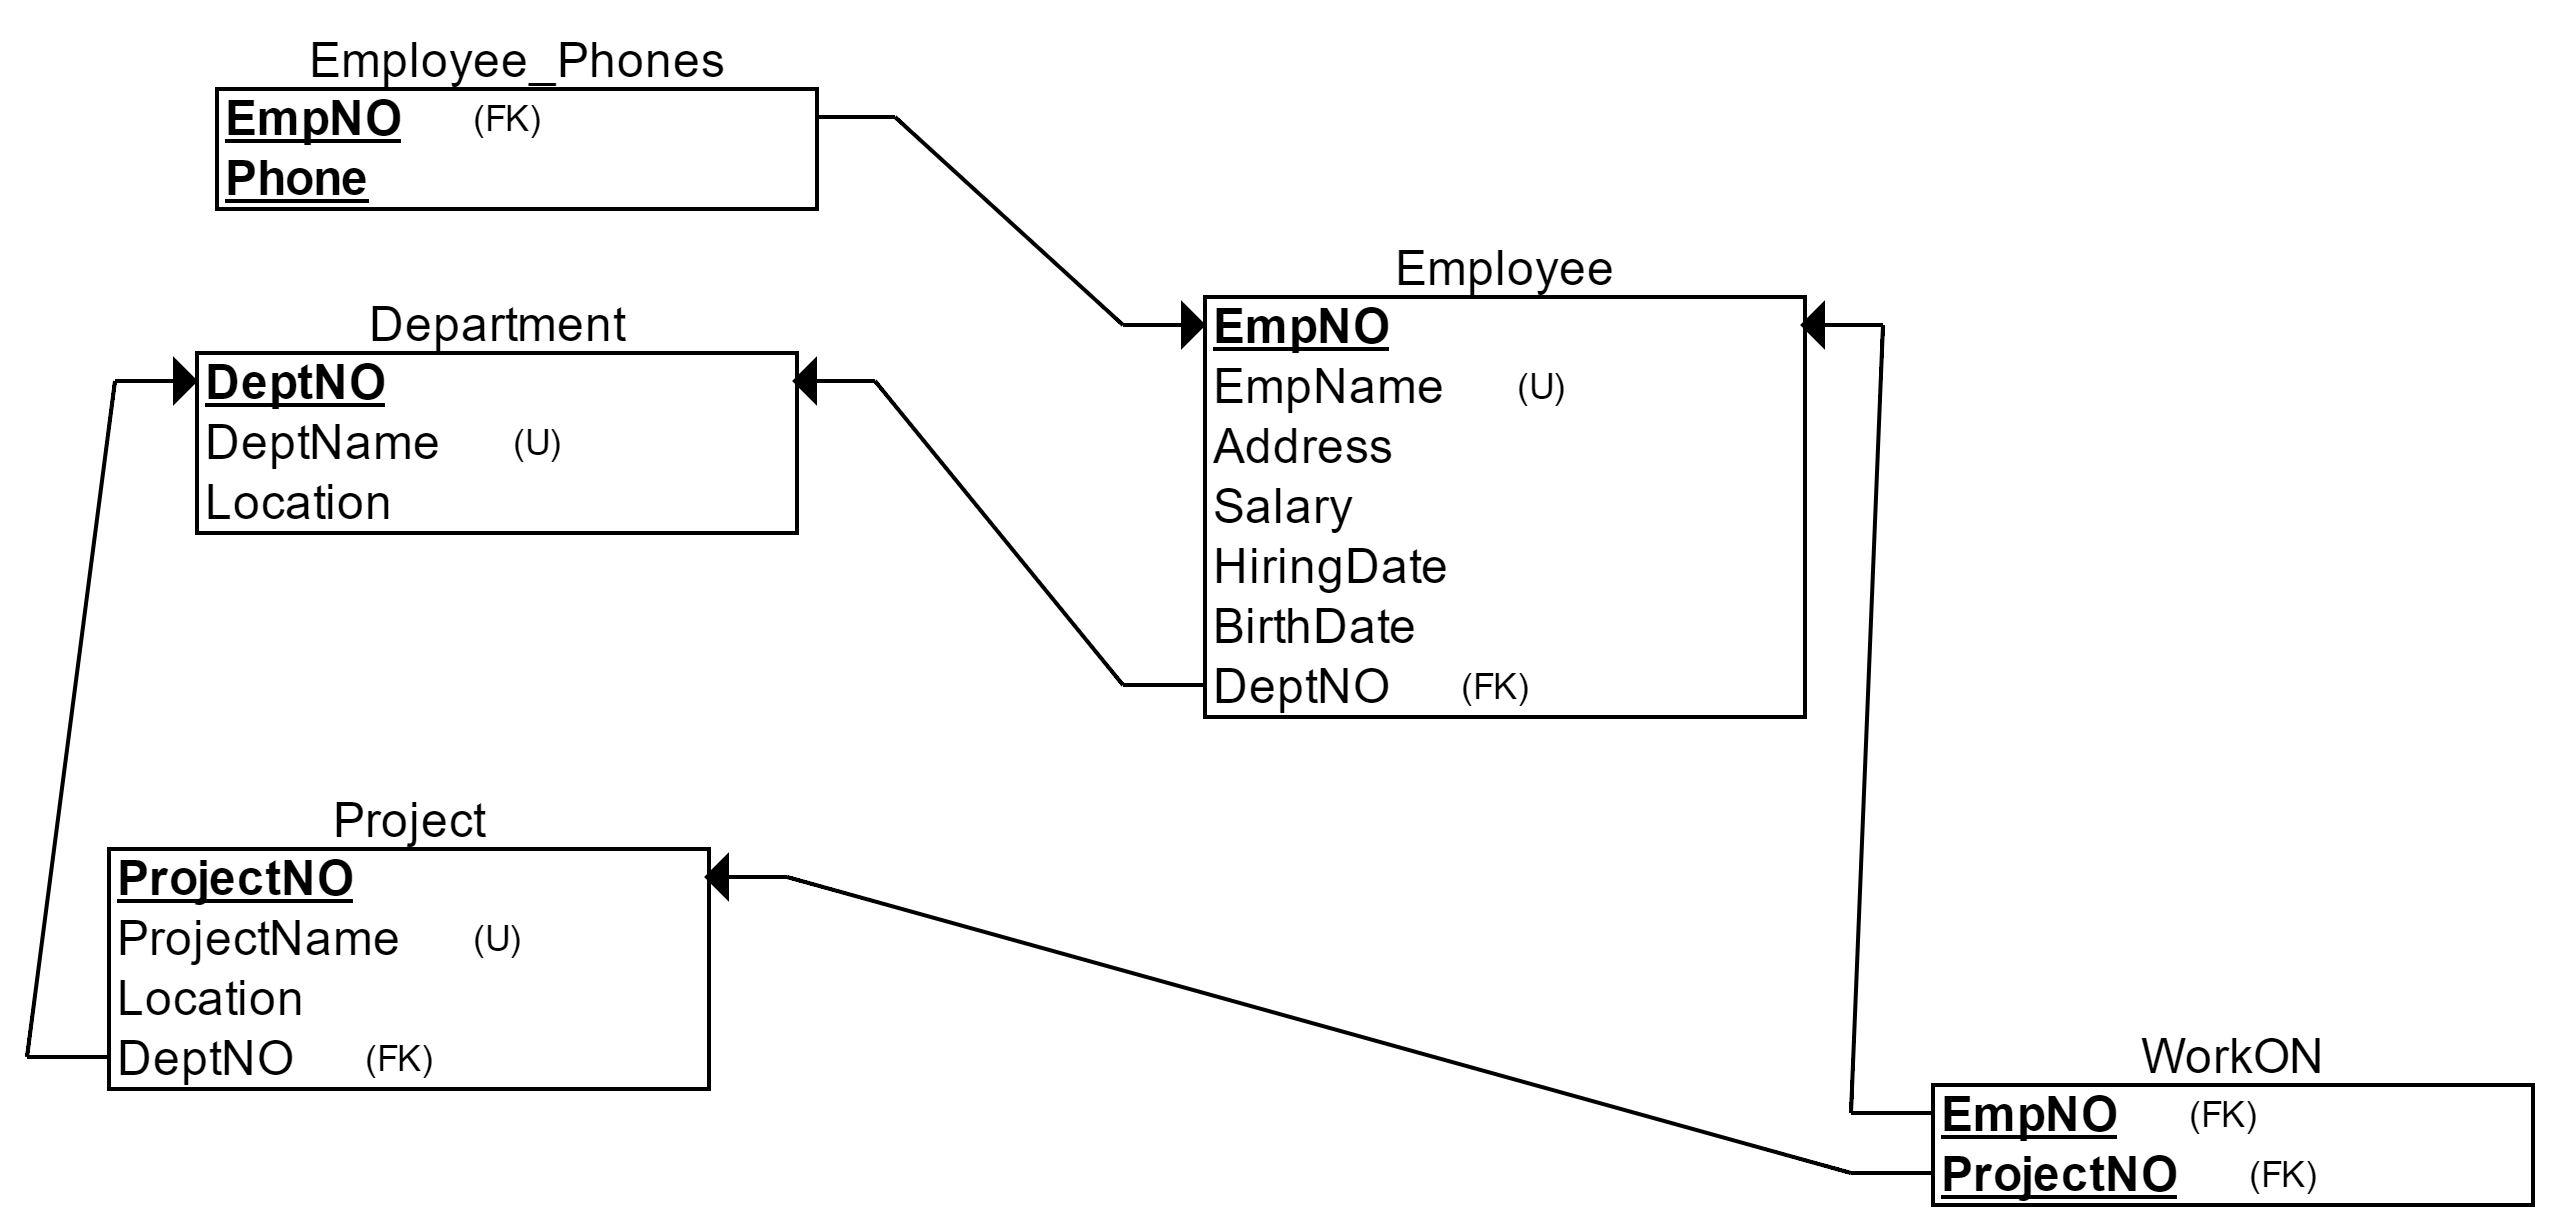 Employee_Phones
EmpNO (FK)
Phone
Department
DeptNO
DeptName (U)
Location
Employee
EmpNO
EmpName (U)
Address
Salary
HiringDate
BirthDate
DeptNO (FK)
Project
ProjectNO
ProjectName (U)
Location
DeptNO (FK)
WorkON
EmpNO (FK)
ProjectNO (FK)